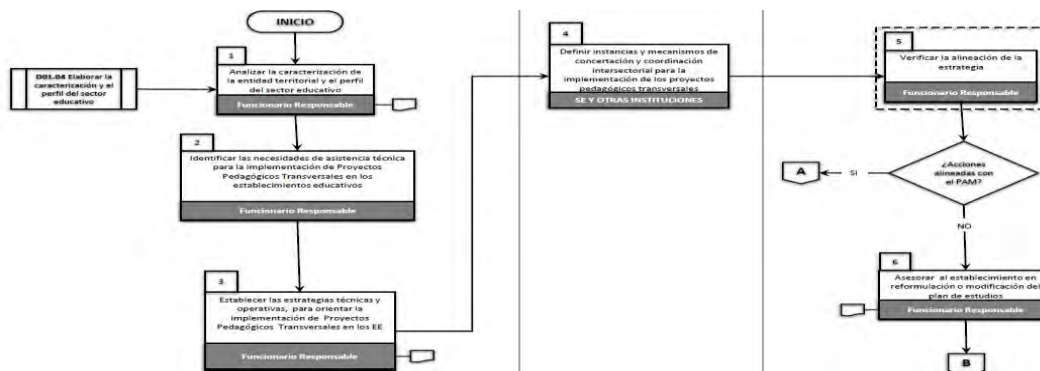 INICIO
D01.04 Elaborar la
caracterización y el perfil
del sector educativo
1
Analizar la caracterización de
la entidad territorial y el perfil
del sector educativo
Funcionario Responsable
2
Identificar las necesidades de asistencia técnica
para la implementación de Proyectos
Pedagógicos Transversales en los
establecimientos educativos
Funcionario Responsable
3
Establecer las estrategias técnicas y
operativas, para orientar la
implementación de Proyectos
Pedagógicos Transversales en los EE
Funcionario Responsable
4
Definir instancias y mecanismos de
concertación y coordinación
intersectorial para la
implementación de los proyectos
pedagógicos transversales
SE Y OTRAS INSTITUCIONES
5
Verificar la alineación de la
estrategia
Funcionario Responsable
¿Acciones
alineadas con
el PAM?
SI
A
NO
6
Asesorar al establecimiento en
reformulación o modificación del
plan de estudios
Funcionario Responsable
B